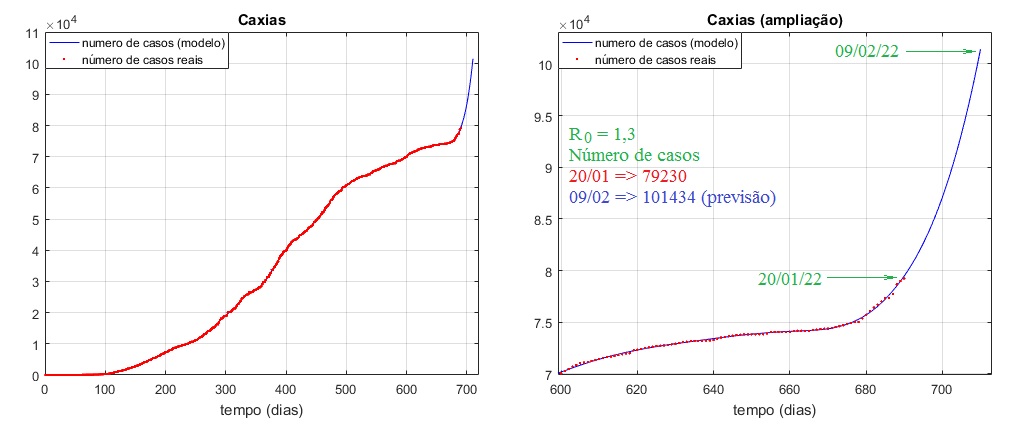 Caxias
×10⁴
numero de casos (modelo)
número de casos reais
11
10
9
8
7
6
5
4
3
2
1
0
0 100 200 300 400 500 600 700
tempo (dias)
Caxias (ampliação)
×10⁴
numero de casos (modelo)
número de casos reais
09/02/22
R0 = 1,3
Número de casos
20/01 => 79230
09/02 => 101434 (previsão)
20/01/22
10
9.5
9
8.5
8
7.5
7
600 620 640 660 680 700
tempo (dias)